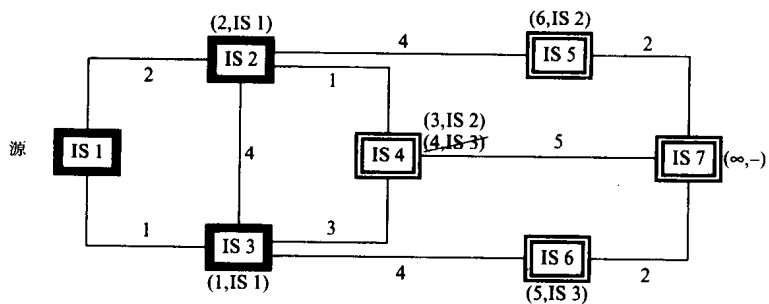 (2,IS 1)
(6,IS 2)
IS 2
4
IS 5
2
2
1
(3,IS 2)
(4,IS 3)
源
IS 1
4
IS 4
5
IS 7
(∞,–)
1
IS 3
3
4
IS 6
2
(1,IS 1)
(5,IS 3)